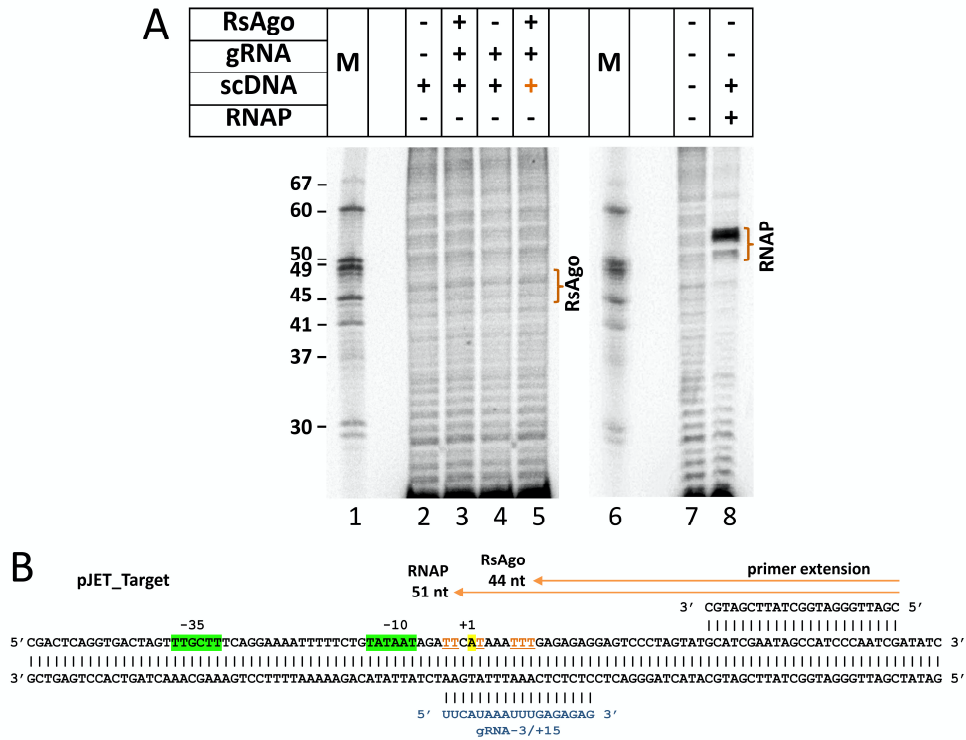 A
RsAgo - + - + - -
gRNA M - + + + M - -
scDNA + + + + - +
RNAP - - - - - +
67
60
50
49
45
41
37
30
RsAgo
RNAP
1 2 3 4 5 6 7 8
B
pJET_Target
RNAP RsAgo primer extension
51 nt 44 nt
3' CGTAGCTTATCGGTAGGGTTAGC 5'
−35 −10 +1
5' CGACTCAGGTGACTAGTTTGCTTTCAGGAAAATTTTTCTGTATAATAGATTCATAAATTTGAGAGAGGAGTCCCTAGTATGCATCGAATAGCCATCCCAATCGATATC 3'
3' GCTGAGTCCACTGATCAAACGAAAGTCCTTTTTAAAAAGACATATTATCTAAGTATTTAAACTCTCTCCTCAGGGATCATACGTAGCTTATCGGTAGGGTTAGCTATAG 5'
5' UUCAUAAAUUUGAGAGAG 3'
gRNA-3/+15